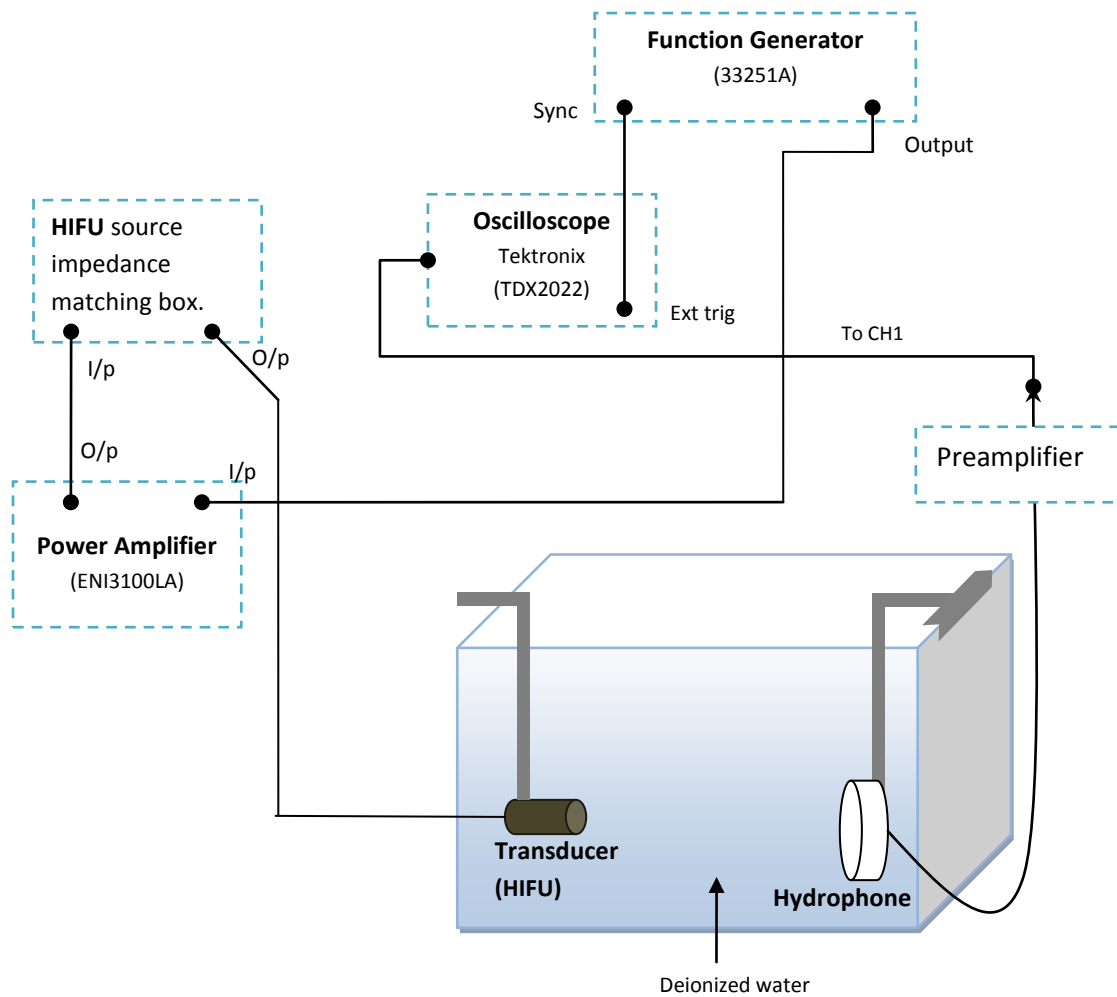 Function Generator
(33251A)
Sync
Output
HIFU source
impedance
matching box.
Oscilloscope
Tektronix
(TDX2022)
Ext trig
To CH1
I/p
O/p
O/p
I/p
Preamplifier
Power Amplifier
(ENI3100LA)
Transducer
(HIFU)
Hydrophone
Deionized water